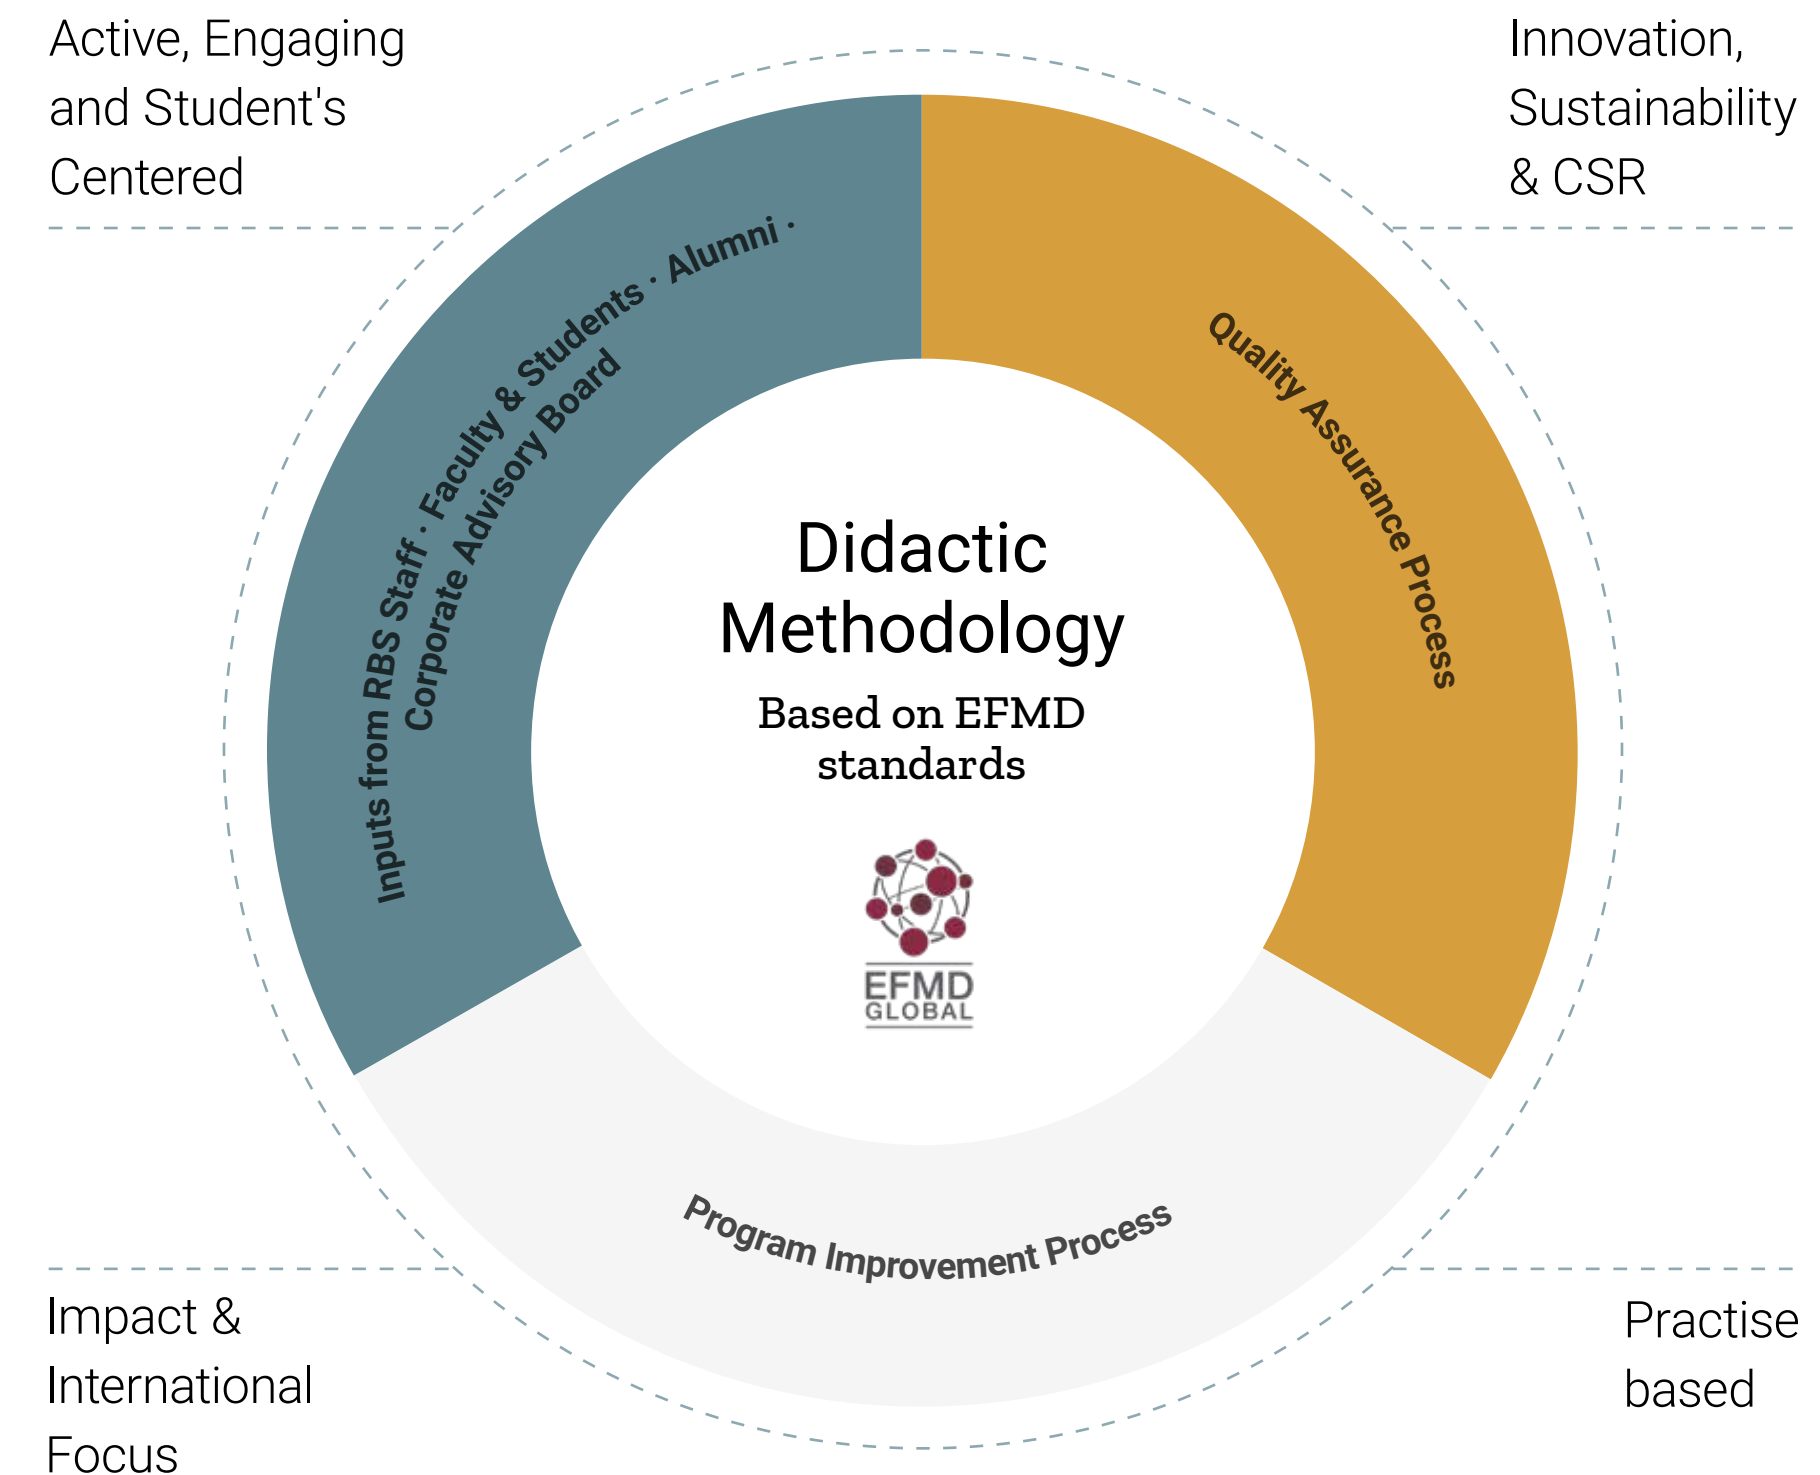 Active, Engaging
and Student's
Centered
Innovation,
Sustainability
& CSR
Inputs from RBS Staff · Faculty & Students · Alumni ·
Corporate Advisory Board
Quality Assurance Process
Didactic
Methodology
Based on EFMD
standards
EFMD
GLOBAL
Program Improvement Process
Impact &
International
Focus
Practise
based